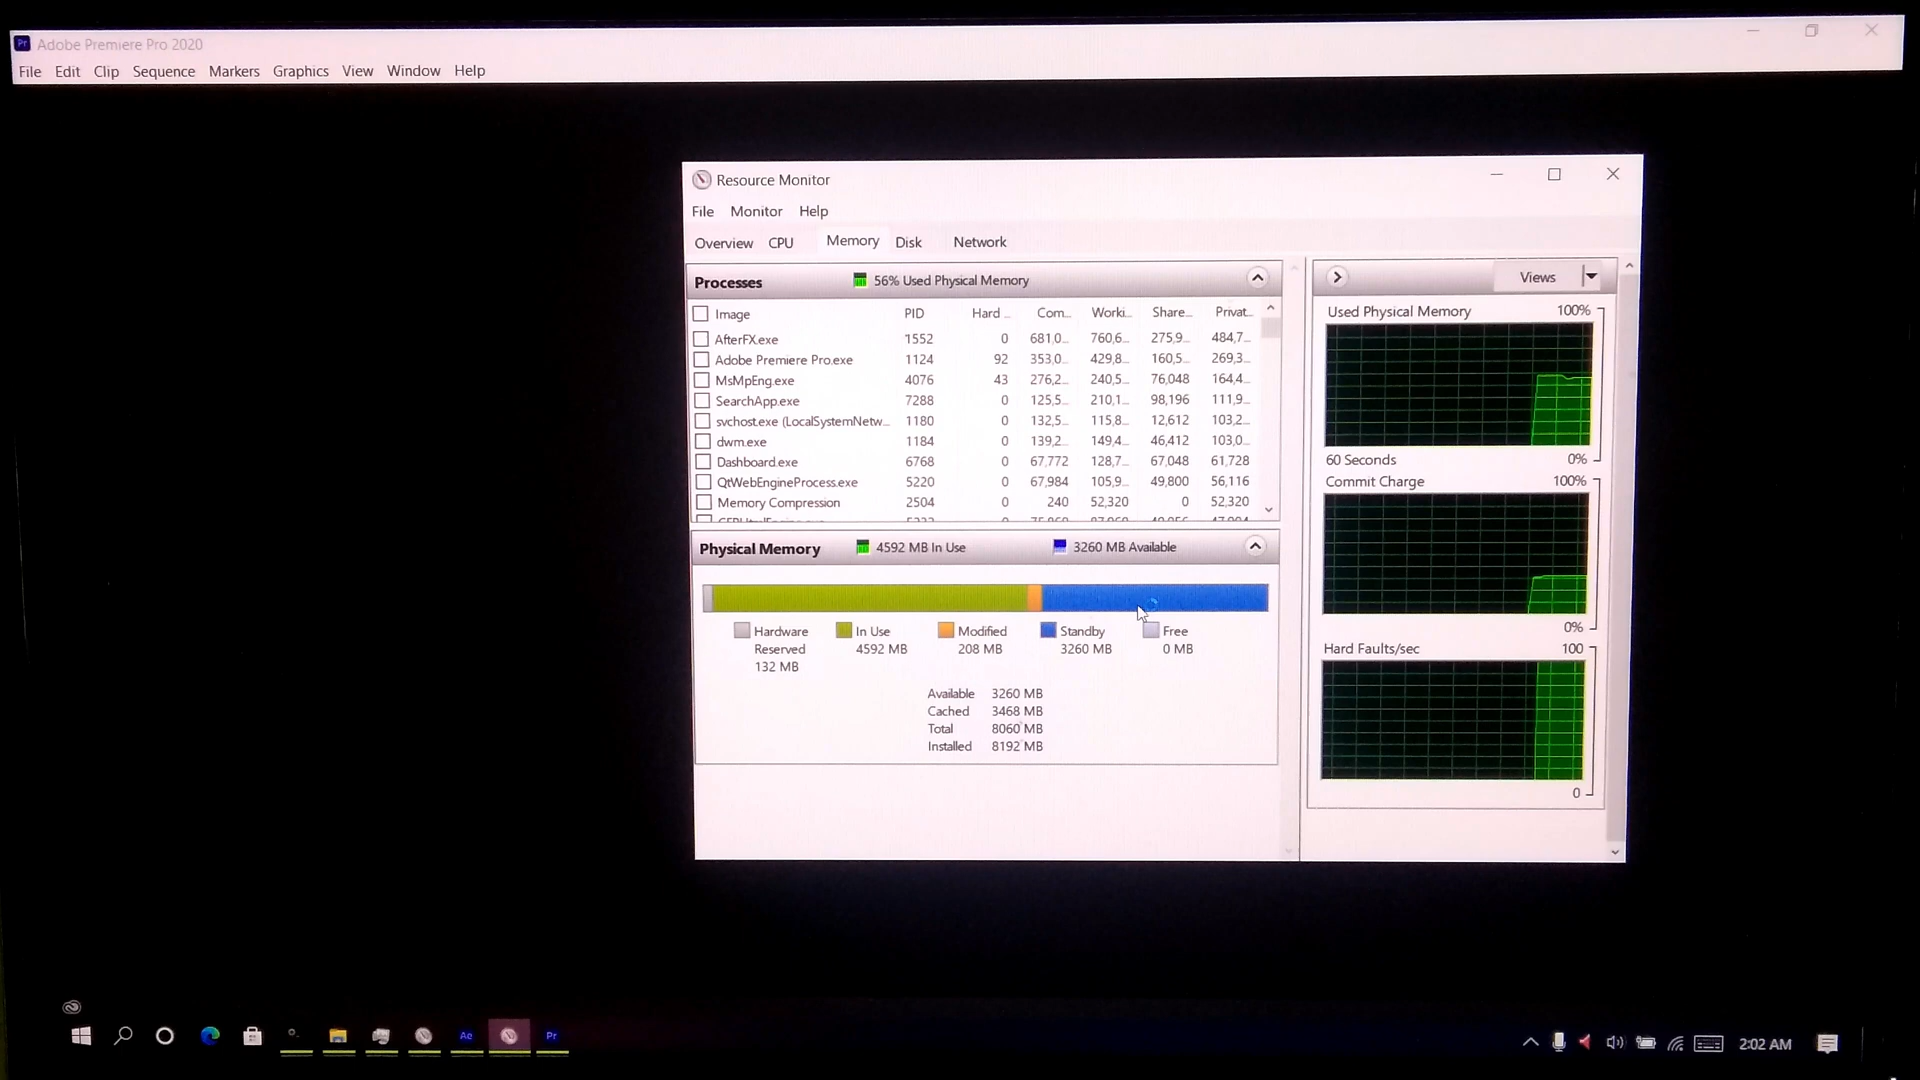 Pr Adobe Premiere Pro 2020
File Edit Clip Sequence Markers Graphics View Window Help
Resource Monitor
File Monitor Help
Overview CPU Memory Disk Network
Processes 56% Used Physical Memory
Image PID Hard ... Com... Worki... Share... Privat...
AfterFX.exe 1552 0 681,0... 760,6... 275,9... 484,7...
Adobe Premiere Pro.exe 1124 92 353,0... 429,8... 160,5... 269,3...
MsMpEng.exe 4076 43 276,2... 240,5... 76,048 164,4...
SearchApp.exe 7288 0 125,5... 210,1... 98,196 111,9...
svchost.exe (LocalSystemNetw... 1180 0 132,5... 115,8... 12,612 103,2...
dwm.exe 1184 0 139,2... 149,4... 46,412 103,0...
Dashboard.exe 6768 0 67,772 128,7... 67,048 61,728
QtWebEngineProcess.exe 5220 0 67,984 105,9... 49,800 56,116
Memory Compression 2504 0 240 52,320 0 52,320
Physical Memory 4592 MB In Use 3260 MB Available
Hardware Reserved 132 MB
In Use 4592 MB
Modified 208 MB
Standby 3260 MB
Free 0 MB
Available 3260 MB
Cached 3468 MB
Total 8060 MB
Installed 8192 MB
Views
Used Physical Memory 100%
60 Seconds 0%
Commit Charge 100%
0%
Hard Faults/sec 100
0
Ae Pr
2:02 AM